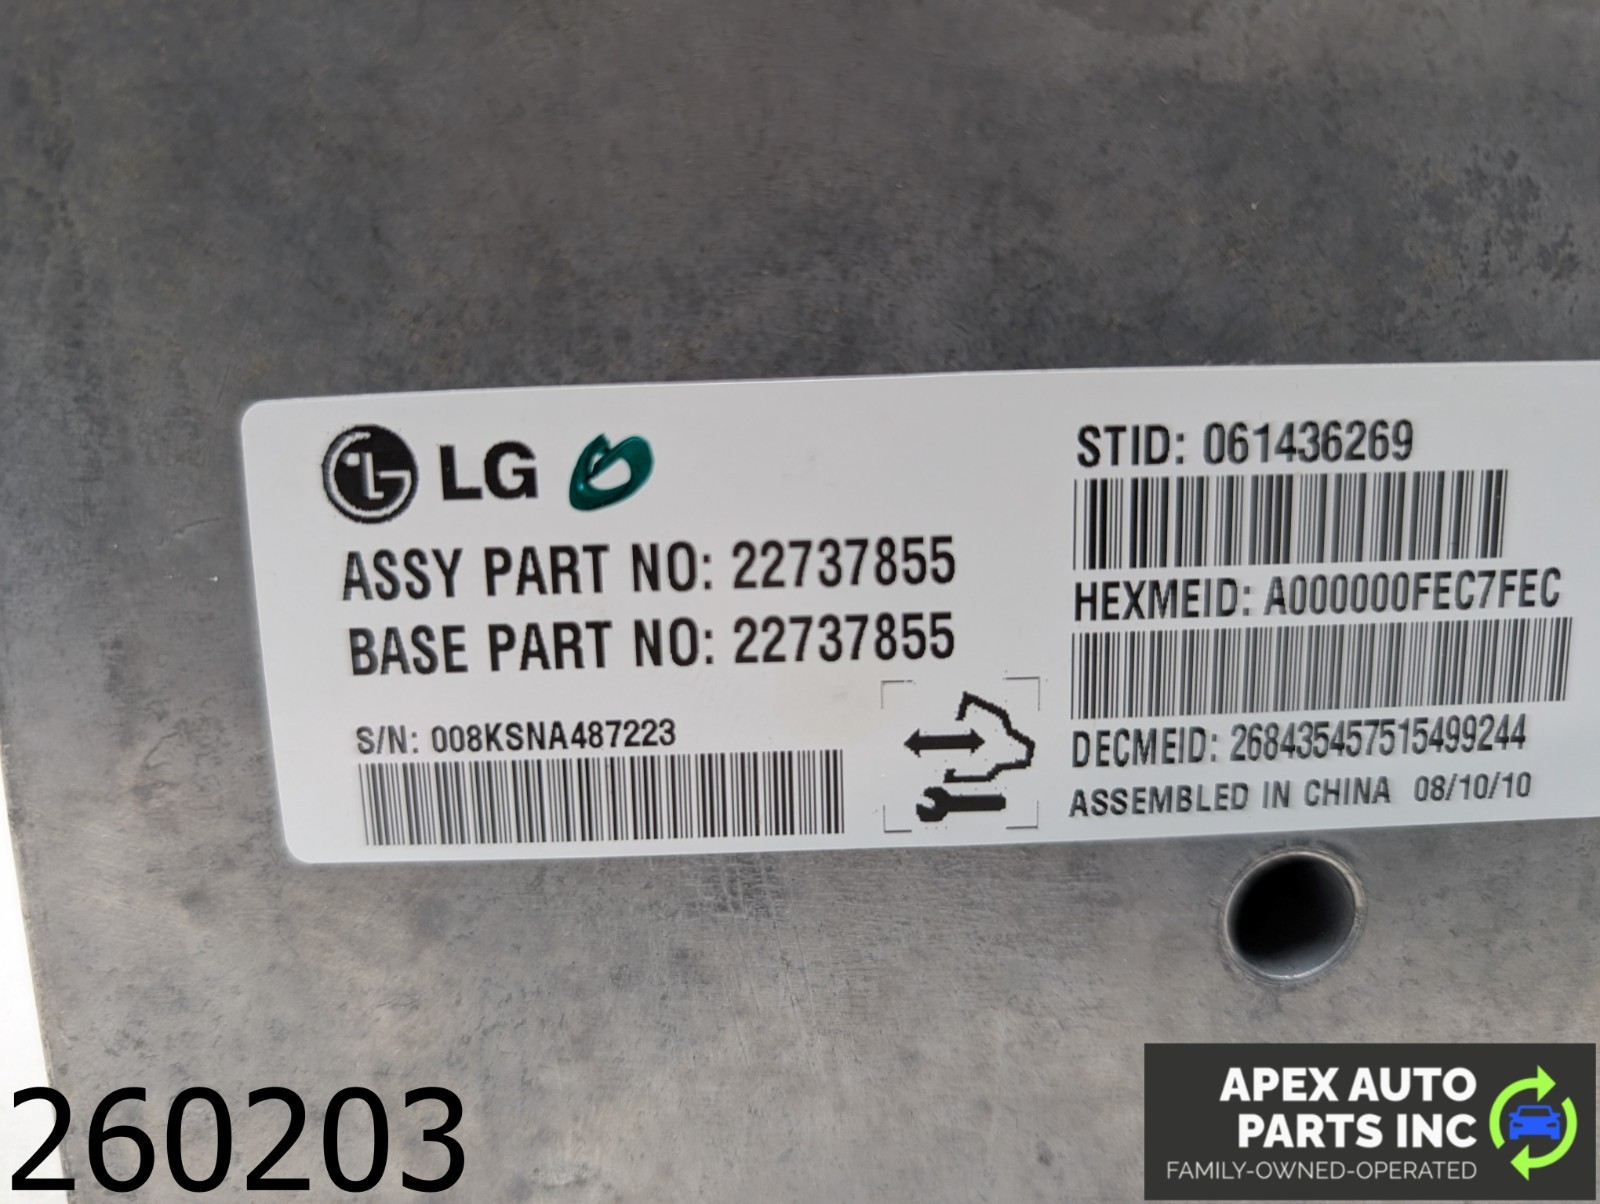 LG
ASSY PART NO: 22737855
BASE PART NO: 22737855
S/N: 008KSNA487223
STID: 061436269
HEXMEID: A000000FEC7FEC
DECMEID: 268435457515499244
ASSEMBLED IN CHINA 08/10/10
260203
APEX AUTO
PARTS INC
FAMILY-OWNED-OPERATED